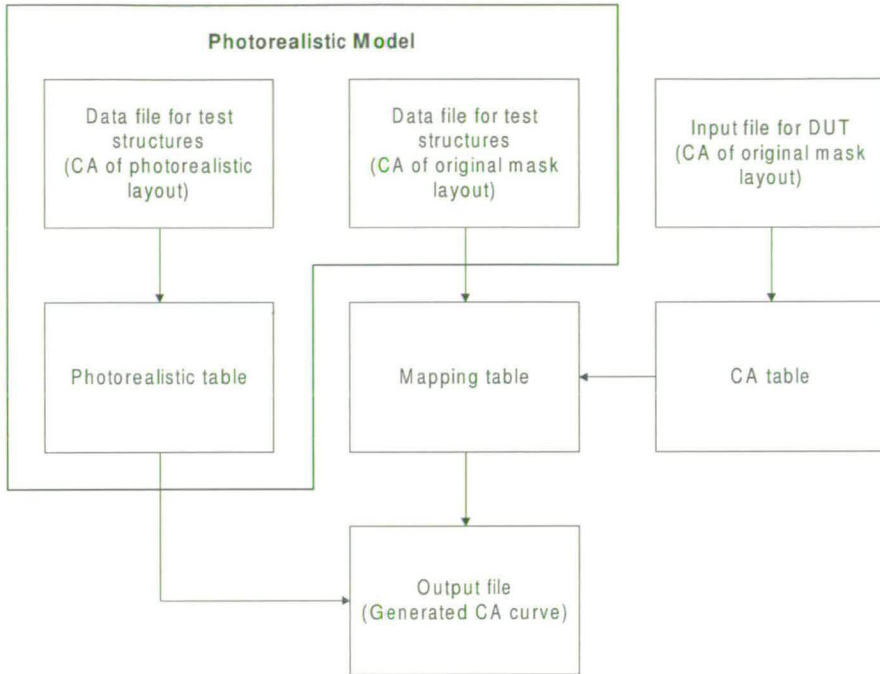 Photorealistic Model
Data file for test
structures
(CA of photorealistic
layout)
Data file for test
structures
(CA of original mask
layout)
Input file for DUT
(CA of original mask
layout)
Photorealistic table
Mapping table
CA table
Output file
(Generated CA curve)